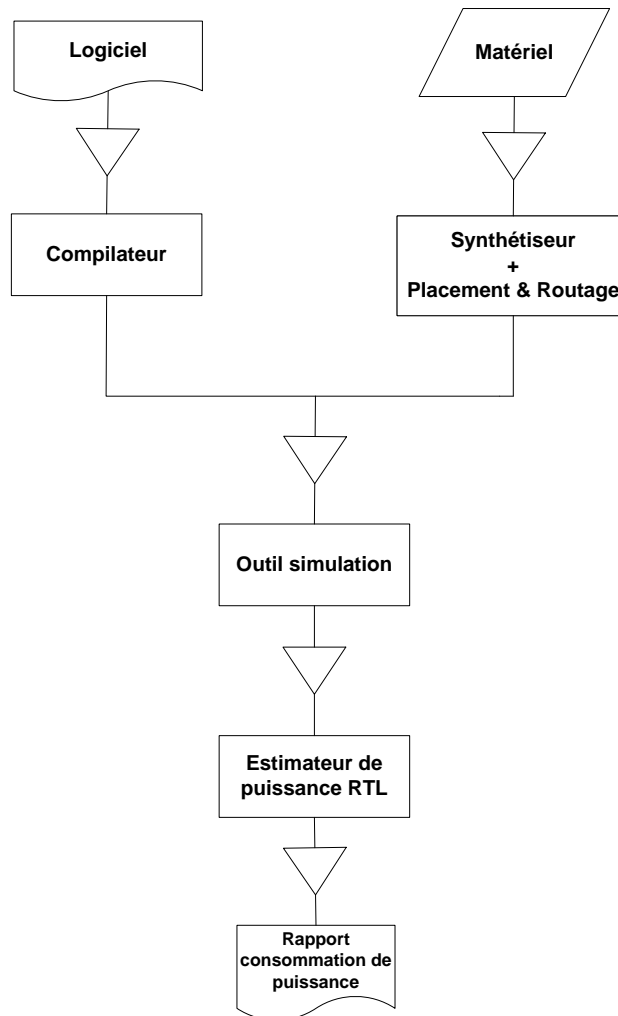 Logiciel
Matériel
Compilateur
Synthétiseur
+
Placement & Routage
Outil simulation
Estimateur de
puissance RTL
Rapport
consommation de
puissance